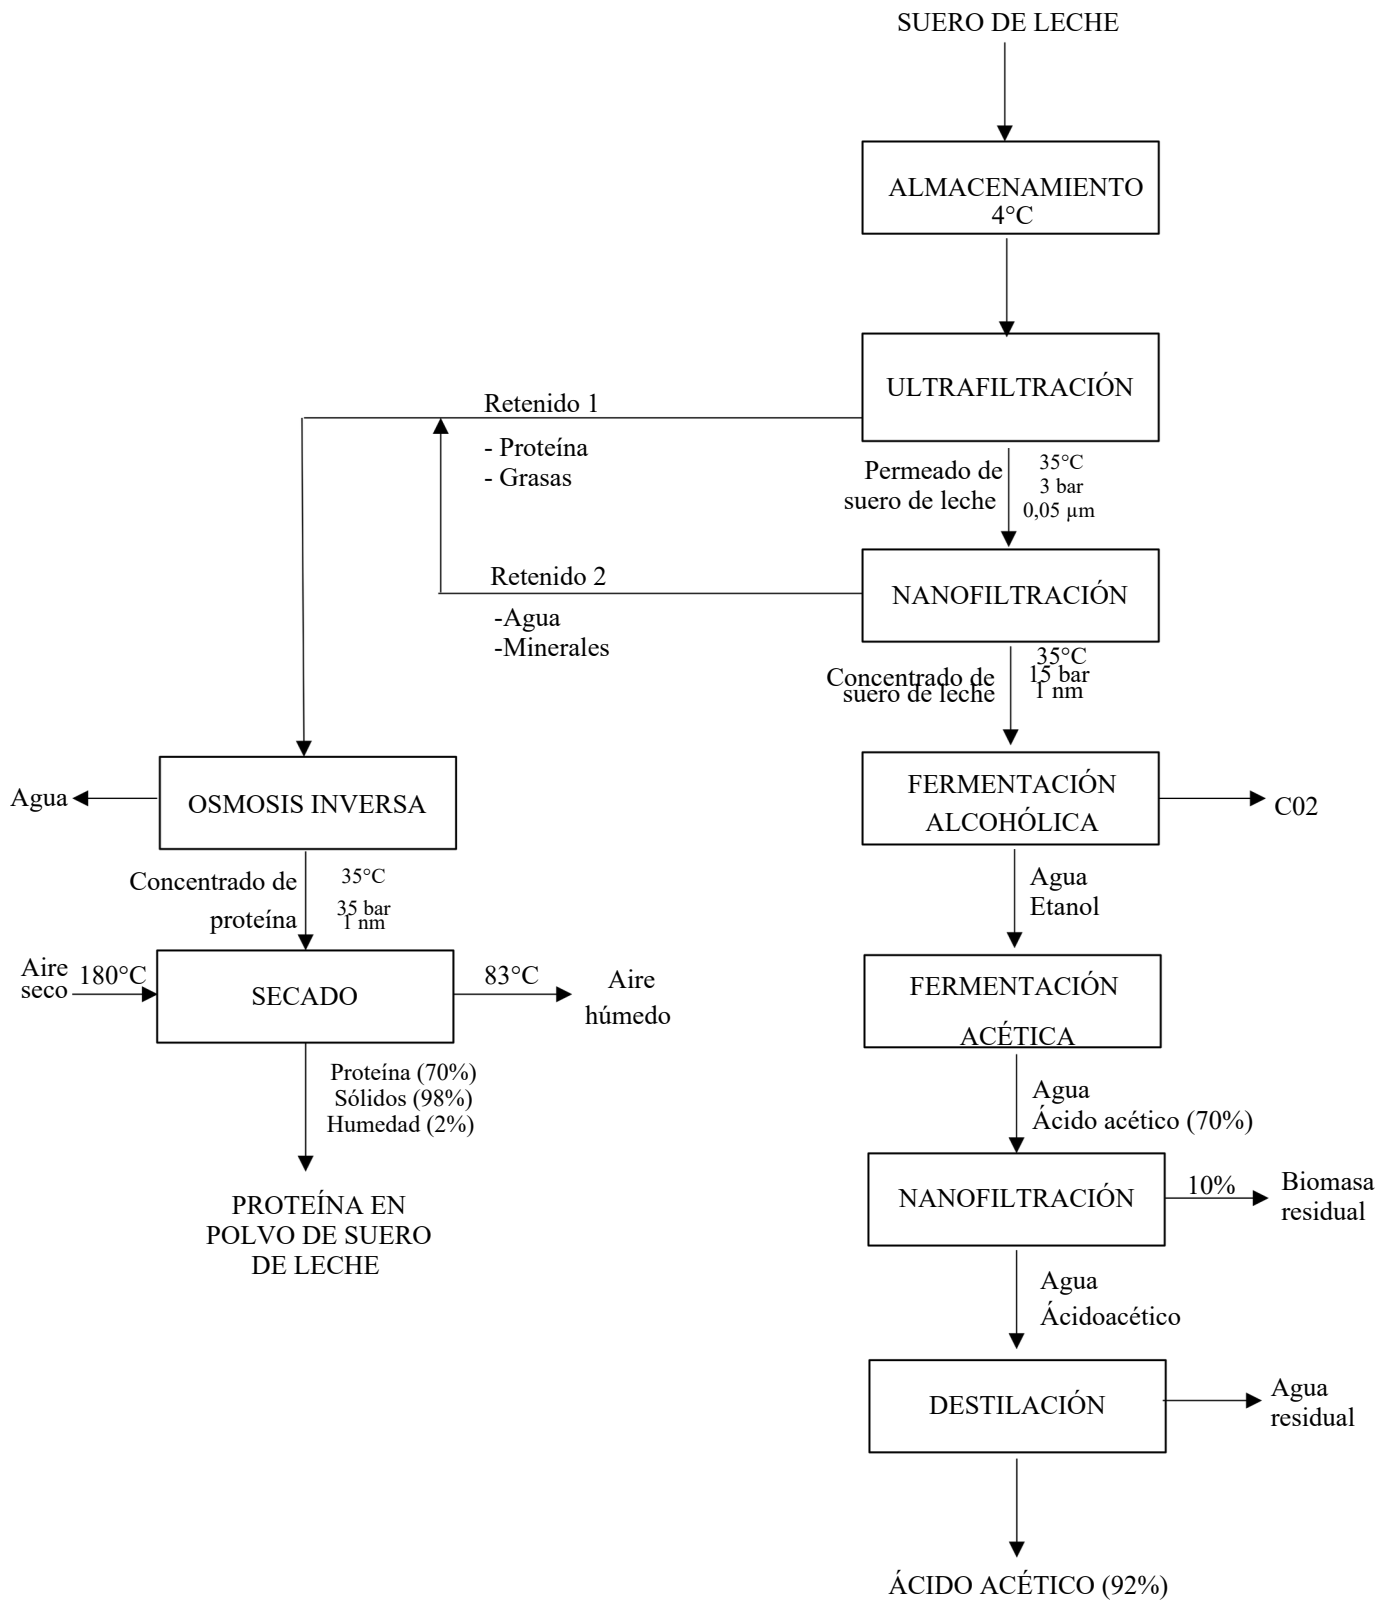 SUERO DE LECHE
ALMACENAMIENTO
4°C
ULTRAFILTRACIÓN
Retenido 1
- Proteína
- Grasas
Permeado de
suero de leche
35°C
3 bar
0,05 µm
Retenido 2
-Agua
-Minerales
NANOFILTRACIÓN
Concentrado de
suero de leche
35°C
15 bar
1 nm
Agua
OSMOSIS INVERSA
FERMENTACIÓN
ALCOHÓLICA
C02
Concentrado de
proteína
35°C
35 bar
1 nm
Agua
Etanol
Aire
seco
180°C
SECADO
83°C
Aire
húmedo
FERMENTACIÓN
ACÉTICA
Proteína (70%)
Sólidos (98%)
Humedad (2%)
Agua
Ácido acético (70%)
PROTEÍNA EN
POLVO DE SUERO
DE LECHE
NANOFILTRACIÓN
10%
Biomasa
residual
Agua
Ácidoacético
DESTILACIÓN
Agua
residual
ÁCIDO ACÉTICO (92%)